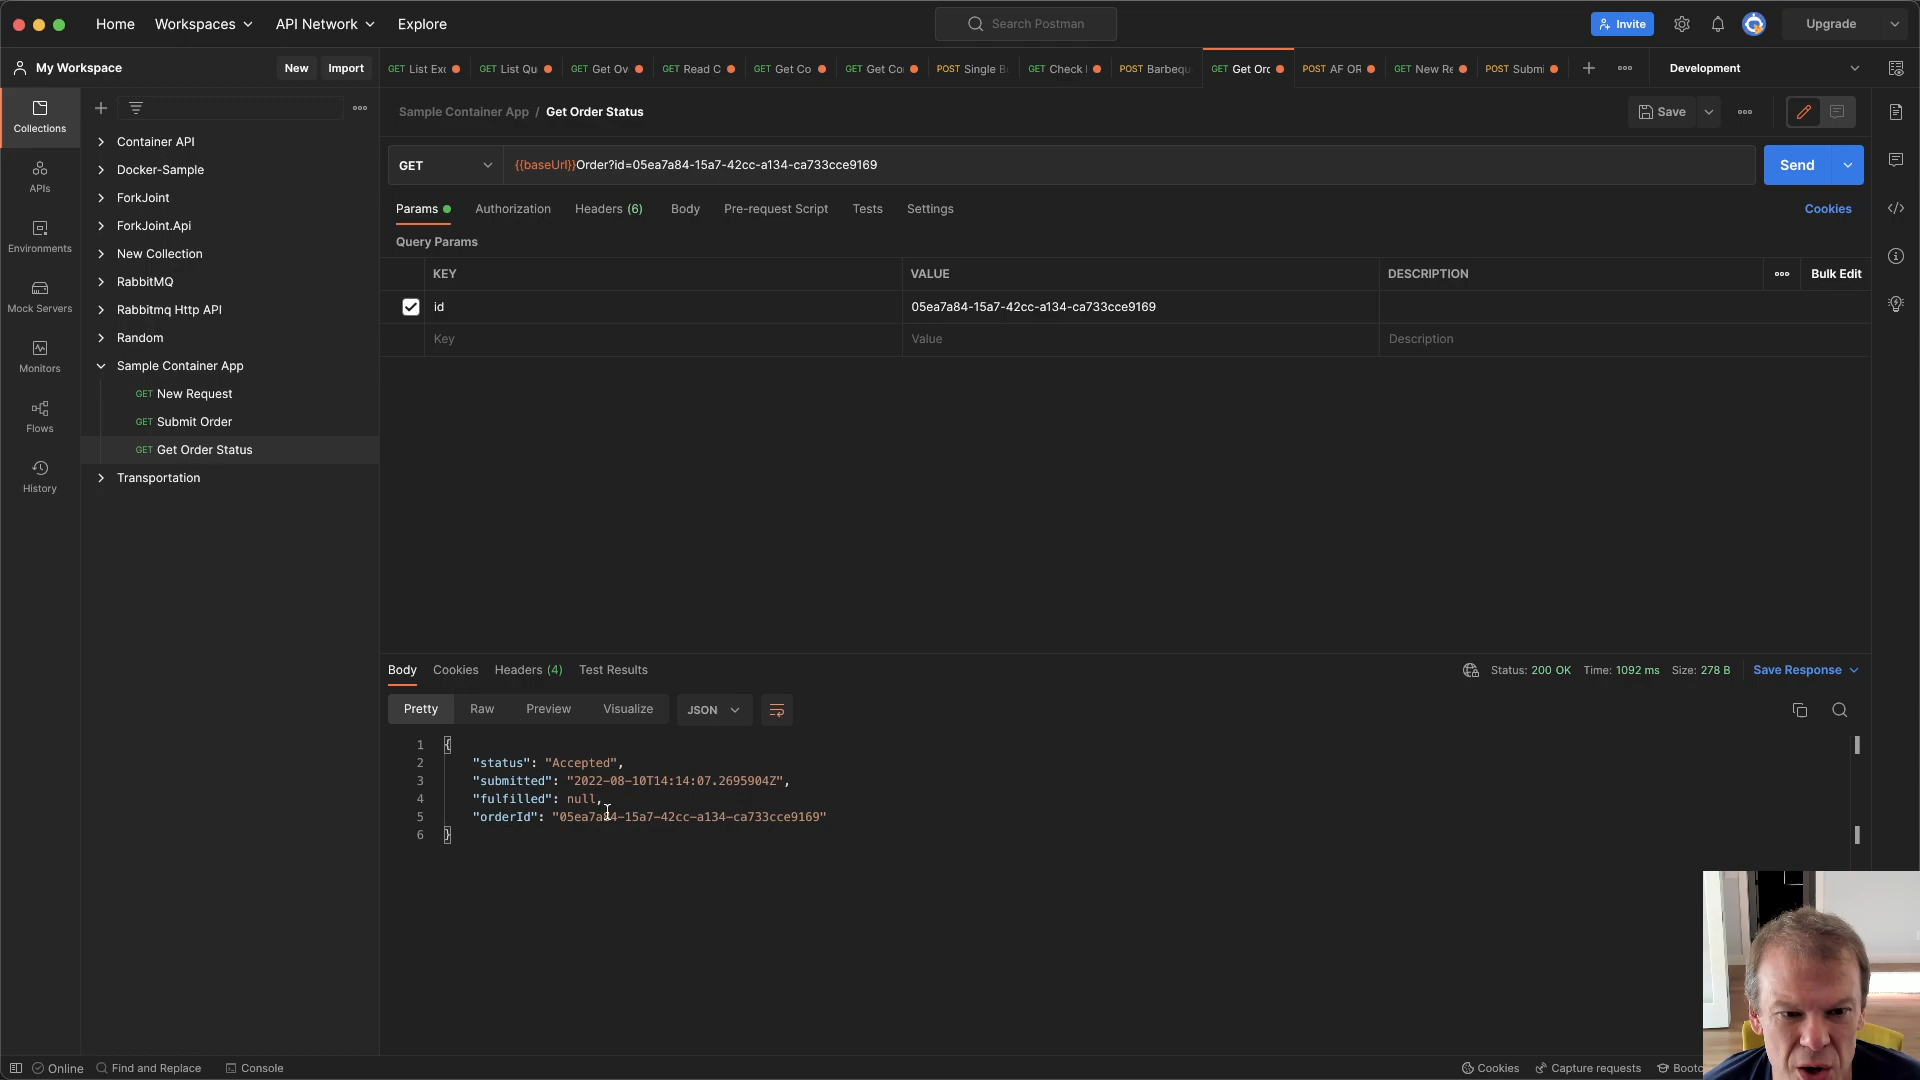 Home Workspaces API Network Explore Search Postman Invite Upgrade
My Workspace New Import
GET List Exc GET List Qu GET Get Ov GET Read C GET Get Co GET Get Co POST Single B GET Check POST Barbequ GET Get Orc POST AF OR GET New Re POST Submi Development
Collections
APIs
Environments
Mock Servers
Monitors
Flows
History
Container API
Docker-Sample
ForkJoint
ForkJoint.Api
New Collection
RabbitMQ
Rabbitmq Http API
Random
Sample Container App
GET New Request
GET Submit Order
GET Get Order Status
Transportation
Sample Container App / Get Order Status Save
GET {{baseUrl}}Order?id=05ea7a84-15a7-42cc-a134-ca733cce9169 Send
Params Authorization Headers (6) Body Pre-request Script Tests Settings Cookies
Query Params
KEY VALUE DESCRIPTION Bulk Edit
id 05ea7a84-15a7-42cc-a134-ca733cce9169
Key Value Description
Body Cookies Headers (4) Test Results Status: 200 OK Time: 1092 ms Size: 278 B Save Response
Pretty Raw Preview Visualize JSON
1 {
2 "status": "Accepted",
3 "submitted": "2022-08-10T14:14:07.2695904Z",
4 "fulfilled": null,
5 "orderId": "05ea7a84-15a7-42cc-a134-ca733cce9169"
6 }
Online Find and Replace Console Cookies Capture requests Bootc